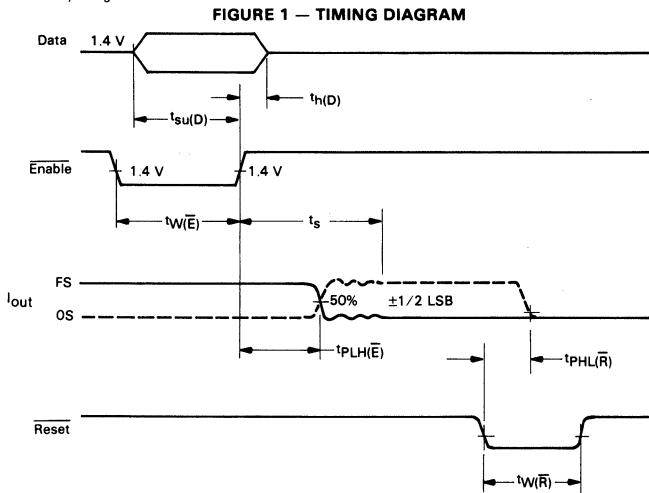 FIGURE 1 — TIMING DIAGRAM
Data 1.4 V
th(D)
tsu(D)
Enable 1.4 V 1.4 V
tW(E̅) ts
FS
Iout 50% ±1/2 LSB
OS
tPLH(E̅) tPHL(R̅)
Reset
tW(R̅)